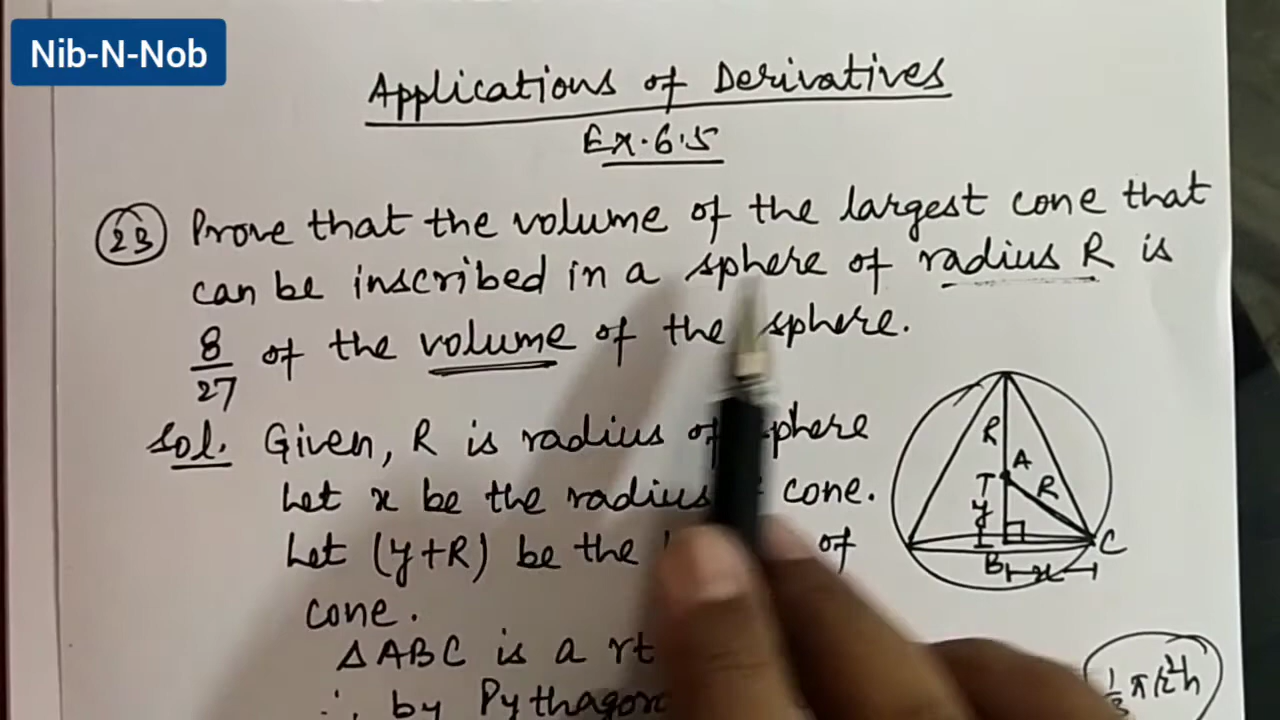 Nib-N-Nob
Applications of Derivatives
Ex. 6.5
23 Prove that the volume of the largest cone that
can be inscribed in a sphere of radius R is
8/27 of the volume of the sphere.
Sol. Given, R is radius of sphere
Let x be the radius cone.
Let (y+R) be the of
cone.
Δ ABC is a rt
∴ by
R
A
R
y
B
x
C
1/3 πr²h